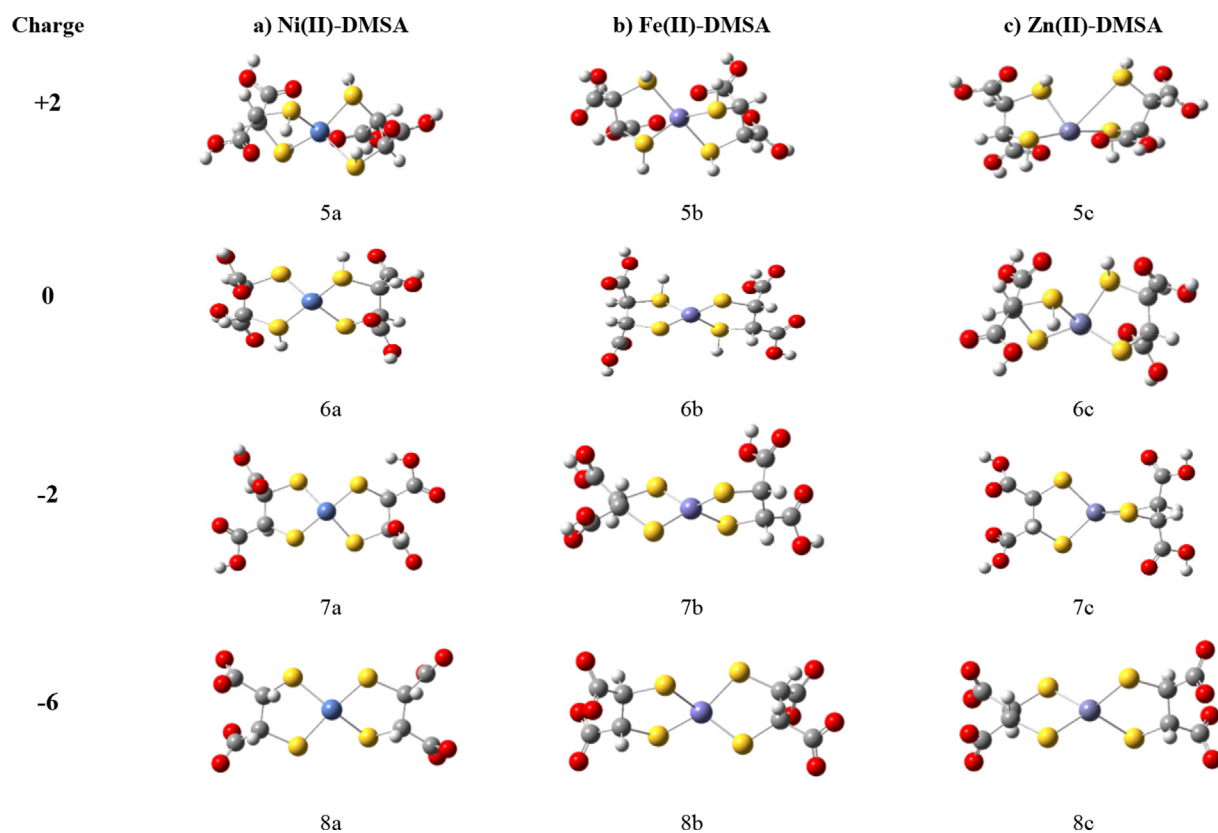 Charge a) Ni(II)-DMSA b) Fe(II)-DMSA c) Zn(II)-DMSA
+2
5a 5b 5c
0
6a 6b 6c
-2
7a 7b 7c
-6
8a 8b 8c